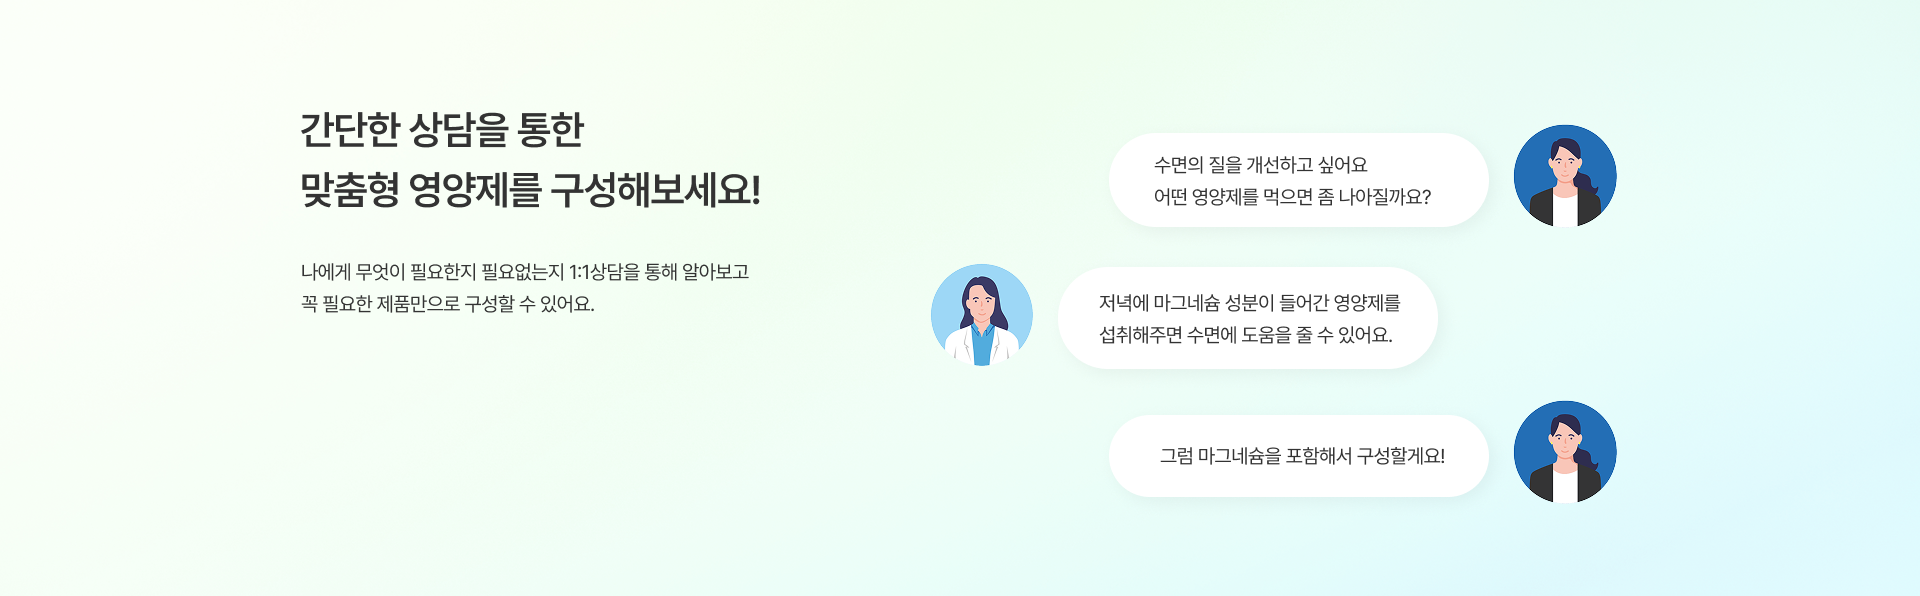 간단한 상담을 통한
맞춤형 영양제를 구성해보세요!
나에게 무엇이 필요한지 필요없는지 1:1상담을 통해 알아보고
꼭 필요한 제품만으로 구성할 수 있어요.
수면의 질을 개선하고 싶어요
어떤 영양제를 먹으면 좀 나아질까요?
저녁에 마그네슘 성분이 들어간 영양제를
섭취해주면 수면에 도움을 줄 수 있어요.
그럼 마그네슘을 포함해서 구성할게요!